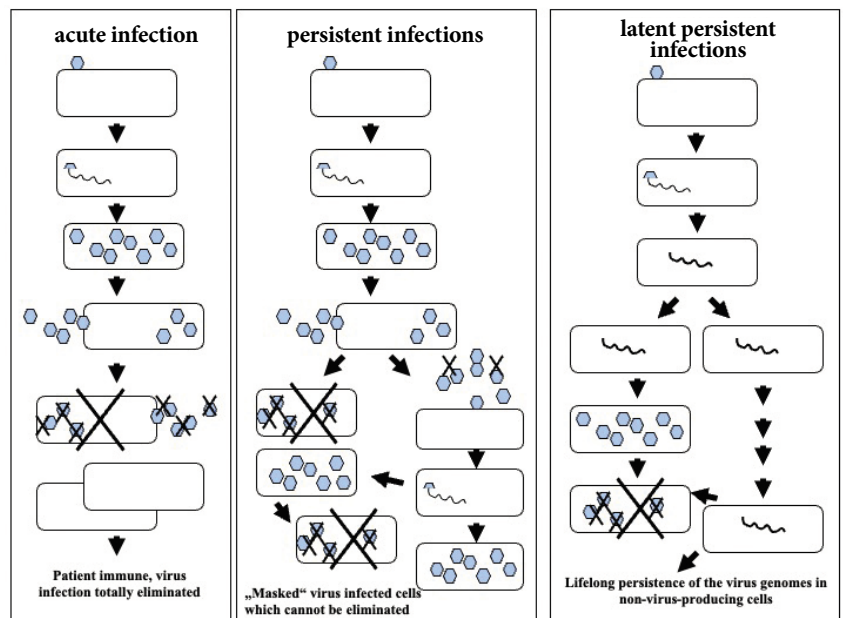 acute infection
persistent infections
latent persistent
infections
Patient immune, virus
infection totally eliminated
„Masked“ virus infected cells
which cannot be eliminated
Lifelong persistence of the virus genomes in
non-virus-producing cells